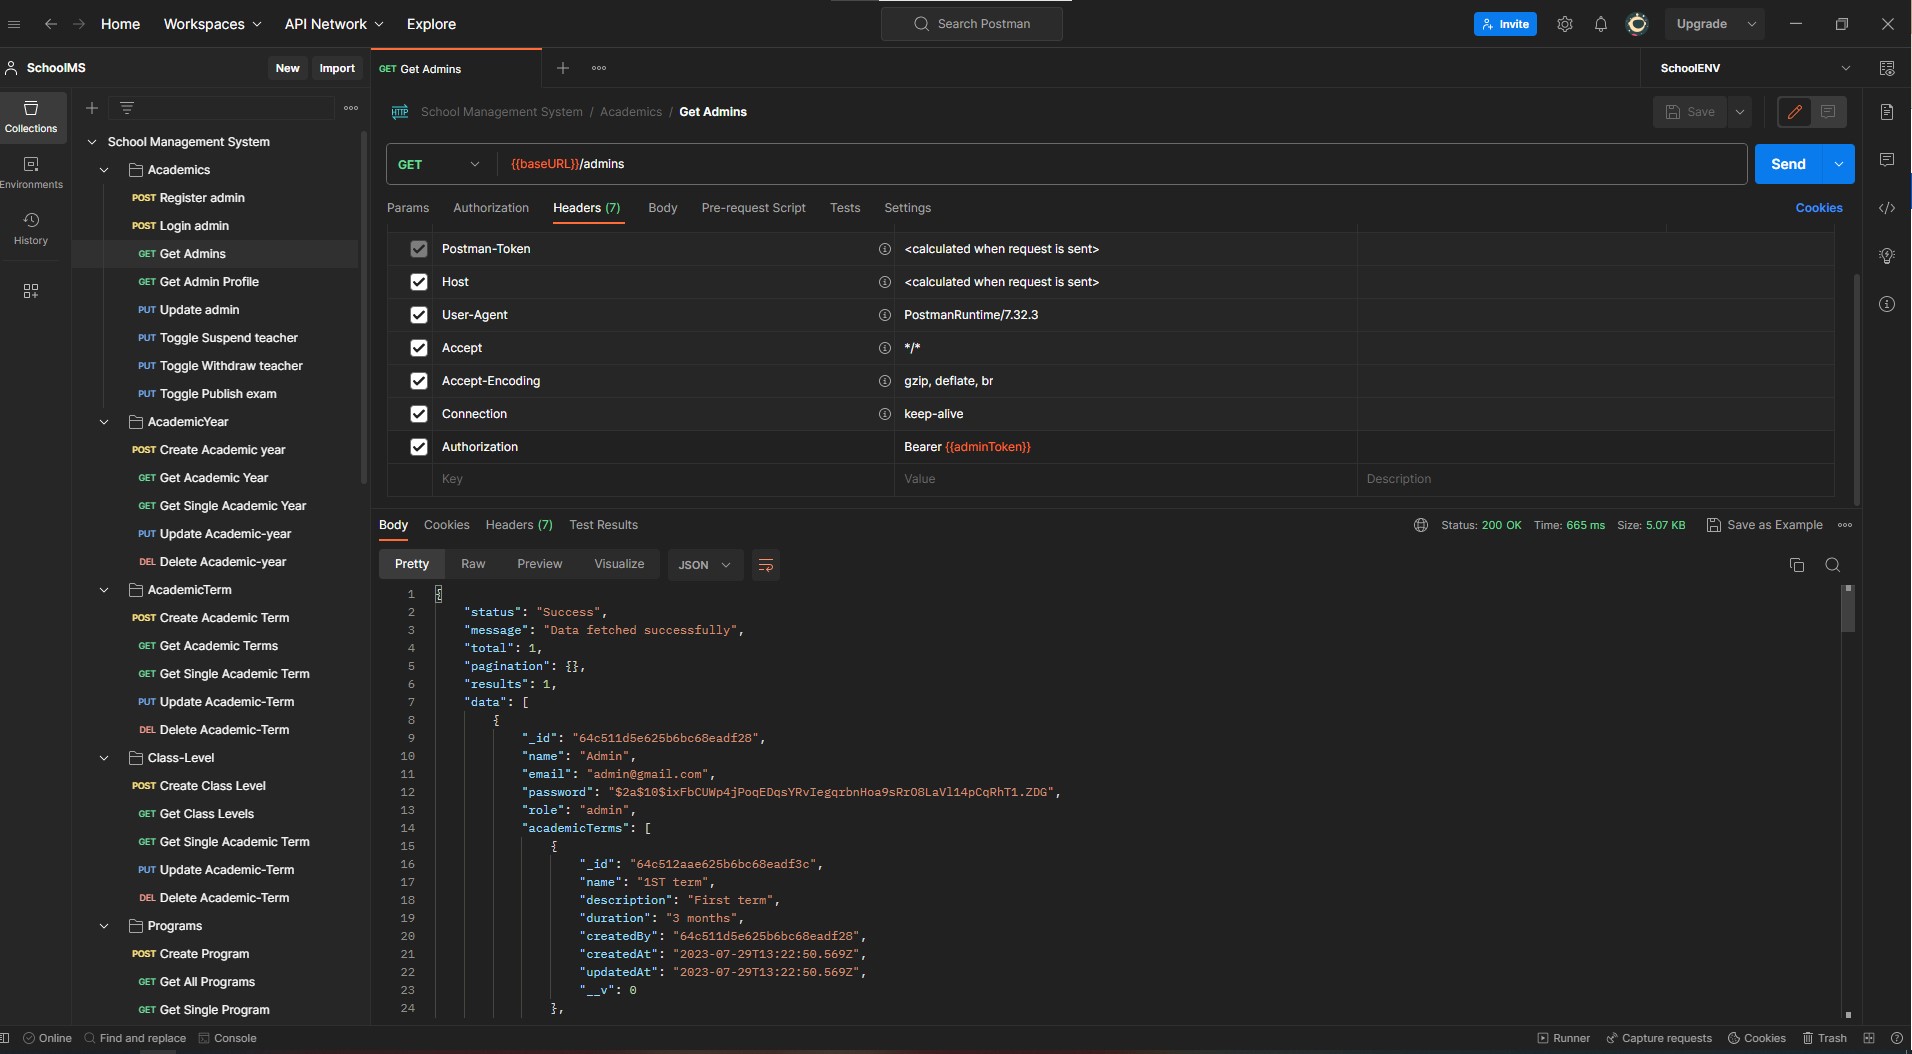 Home Workspaces API Network Explore Search Postman Invite Upgrade
SchoolMS New Import GET Get Admins SchoolENV
HTTP School Management System / Academics / Get Admins Save
Collections
Environments
History
School Management System
Academics
POST Register admin
POST Login admin
GET Get Admins
GET Get Admin Profile
PUT Update admin
PUT Toggle Suspend teacher
PUT Toggle Withdraw teacher
PUT Toggle Publish exam
AcademicYear
POST Create Academic year
GET Get Academic Year
GET Get Single Academic Year
PUT Update Academic-year
DEL Delete Academic-year
AcademicTerm
POST Create Academic Term
GET Get Academic Terms
GET Get Single Academic Term
PUT Update Academic-Term
DEL Delete Academic-Term
Class-Level
POST Create Class Level
GET Get Class Levels
GET Get Single Academic Term
PUT Update Academic-Term
DEL Delete Academic-Term
Programs
POST Create Program
GET Get All Programs
GET Get Single Program
GET {{baseURL}}/admins Send
Params Authorization Headers (7) Body Pre-request Script Tests Settings Cookies
Postman-Token <calculated when request is sent>
Host <calculated when request is sent>
User-Agent PostmanRuntime/7.32.3
Accept */*
Accept-Encoding gzip, deflate, br
Connection keep-alive
Authorization Bearer {{adminToken}}
Key Value Description
Body Cookies Headers (7) Test Results Status: 200 OK Time: 665 ms Size: 5.07 KB Save as Example
Pretty Raw Preview Visualize JSON
1 {
2 "status": "Success",
3 "message": "Data fetched successfully",
4 "total": 1,
5 "pagination": {},
6 "results": 1,
7 "data": [
8 {
9 "_id": "64c511d5e625b6bc68eadf28",
10 "name": "Admin",
11 "email": "admin@gmail.com",
12 "password": "$2a$10$ixFbCUWp4jPoqEDqsYRvIegqrbnHoa9sRrO8LaVl14pCqRhT1.ZDG",
13 "role": "admin",
14 "academicTerms": [
15 {
16 "_id": "64c512aae625b6bc68eadf3c",
17 "name": "1ST term",
18 "description": "First term",
19 "duration": "3 months",
20 "createdBy": "64c511d5e625b6bc68eadf28",
21 "createdAt": "2023-07-29T13:22:50.569Z",
22 "updatedAt": "2023-07-29T13:22:50.569Z",
23 "__v": 0
24 },
Online Find and replace Console Runner Capture requests Cookies Trash